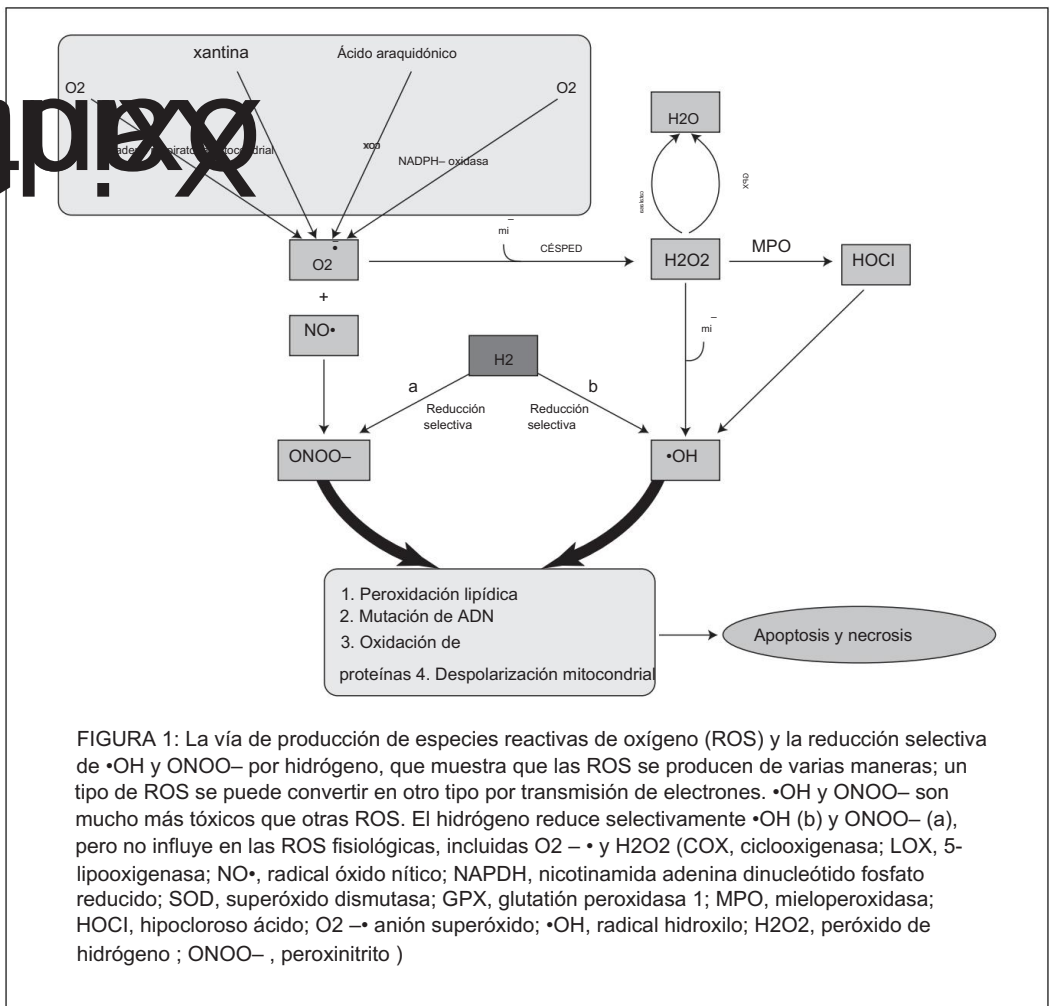 xantina
Ácido araquidónico
O2
O2
NADPH– oxidasa
H2O
GPX
mi
–
CÉSPED
O2
–
•
H2O2
MPO
HOCl
+
NO•
mi
–
H2
a
b
Reducción
selectiva
Reducción
selectiva
ONOO–
•OH
1. Peroxidación lipídica
2. Mutación de ADN
3. Oxidación de
proteínas 4. Despolarización mitocondrial
Apoptosis y necrosis
FIGURA 1: La vía de producción de especies reactivas de oxígeno (ROS) y la reducción selectiva
de •OH y ONOO– por hidrógeno, que muestra que las ROS se producen de varias maneras; un
tipo de ROS se puede convertir en otro tipo por transmisión de electrones. •OH y ONOO– son
mucho más tóxicos que otras ROS. El hidrógeno reduce selectivamente •OH (b) y ONOO– (a),
pero no influye en las ROS fisiológicas, incluidas O2 – • y H2O2 (COX, ciclooxigenasa; LOX, 5-
lipooxigenasa; NO•, radical óxido nítico; NAPDH, nicotinamida adenina dinucleótido fosfato
reducido; SOD, superóxido dismutasa; GPX, glutatión peroxidasa 1; MPO, mieloperoxidasa;
HOCl, hipocloroso ácido; O2 –• anión superóxido; •OH, radical hidroxilo; H2O2, peróxido de
hidrógeno ; ONOO– , peroxinitrito )